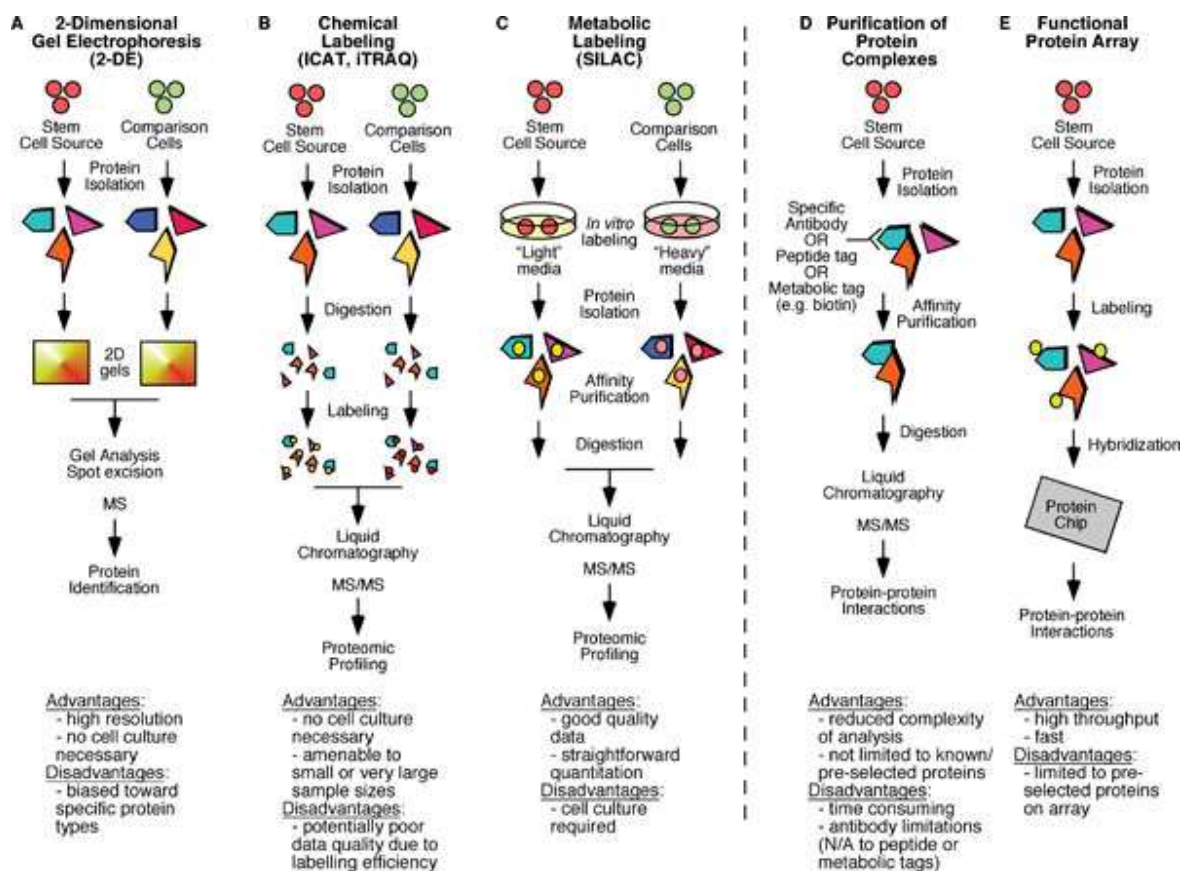 A 2-Dimensional
Gel Electrophoresis
(2-DE)
Stem
Cell Source
Comparison
Cells
Protein
Isolation
2D
gels
Gel Analysis
Spot excision
MS
Protein
Identification
Advantages:
- high resolution
- no cell culture
necessary
Disadvantages:
- biased toward
specific protein
types
B Chemical
Labeling
(ICAT, iTRAQ)
Stem
Cell Source
Comparison
Cells
Protein
Isolation
Digestion
Labeling
Liquid
Chromatography
MS/MS
Proteomic
Profiling
Advantages:
- no cell culture
necessary
- amenable to
small or very large
sample sizes
Disadvantages:
- potentially poor
data quality due to
labelling efficiency
C Metabolic
Labeling
(SILAC)
Stem
Cell Source
Comparison
Cells
In vitro
labeling
"Light"
media
"Heavy"
media
Protein
Isolation
Affinity
Purification
Digestion
Liquid
Chromatography
MS/MS
Proteomic
Profiling
Advantages:
- good quality
data
- straightforward
quantitation
Disadvantages:
- cell culture
required
D Purification of
Protein
Complexes
Stem
Cell Source
Protein
Isolation
Specific
Antibody
OR
Peptide tag
OR
Metabolic tag
(e.g. biotin)
Affinity
Purification
Digestion
Liquid
Chromatography
MS/MS
Protein-protein
Interactions
Advantages:
- reduced complexity
of analysis
- not limited to known/
pre-selected proteins
Disadvantages:
- time consuming
- antibody limitations
(N/A to peptide or
metabolic tags)
E Functional
Protein Array
Stem
Cell Source
Protein
Isolation
Labeling
Hybridization
Protein
Chip
Protein-protein
Interactions
Advantages:
- high throughput
- fast
Disadvantages:
- limited to pre-
selected proteins
on array